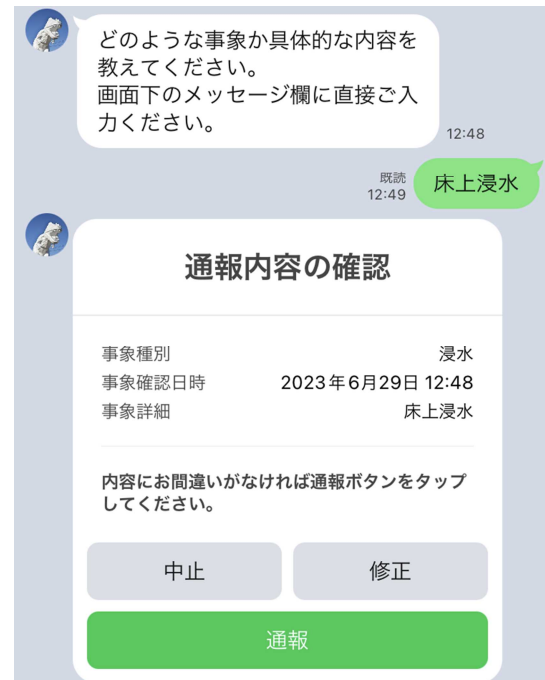 どのような事象か具体的な内容を
教えてください。
画面下のメッセージ欄に直接ご入
力ください。
12:48
既読
12:49
床上浸水
通報内容の確認
事象種別 浸水
事象確認日時 2023年6月29日 12:48
事象詳細 床上浸水
内容にお間違いがなければ通報ボタンをタップ
してください。
中止 修正
通報